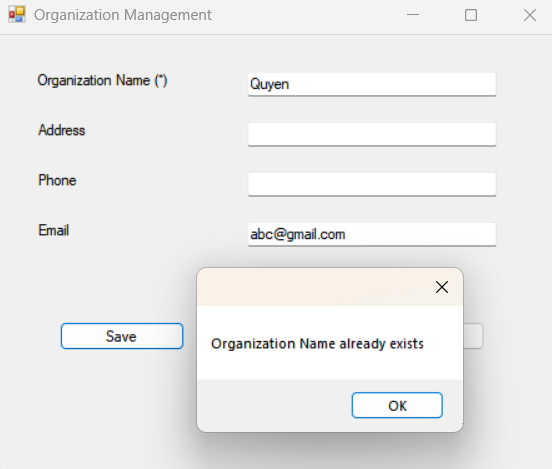 Organization Management
Organization Name (*) Quyen
Address
Phone
Email abc@gmail.com
Organization Name already exists
Save
OK